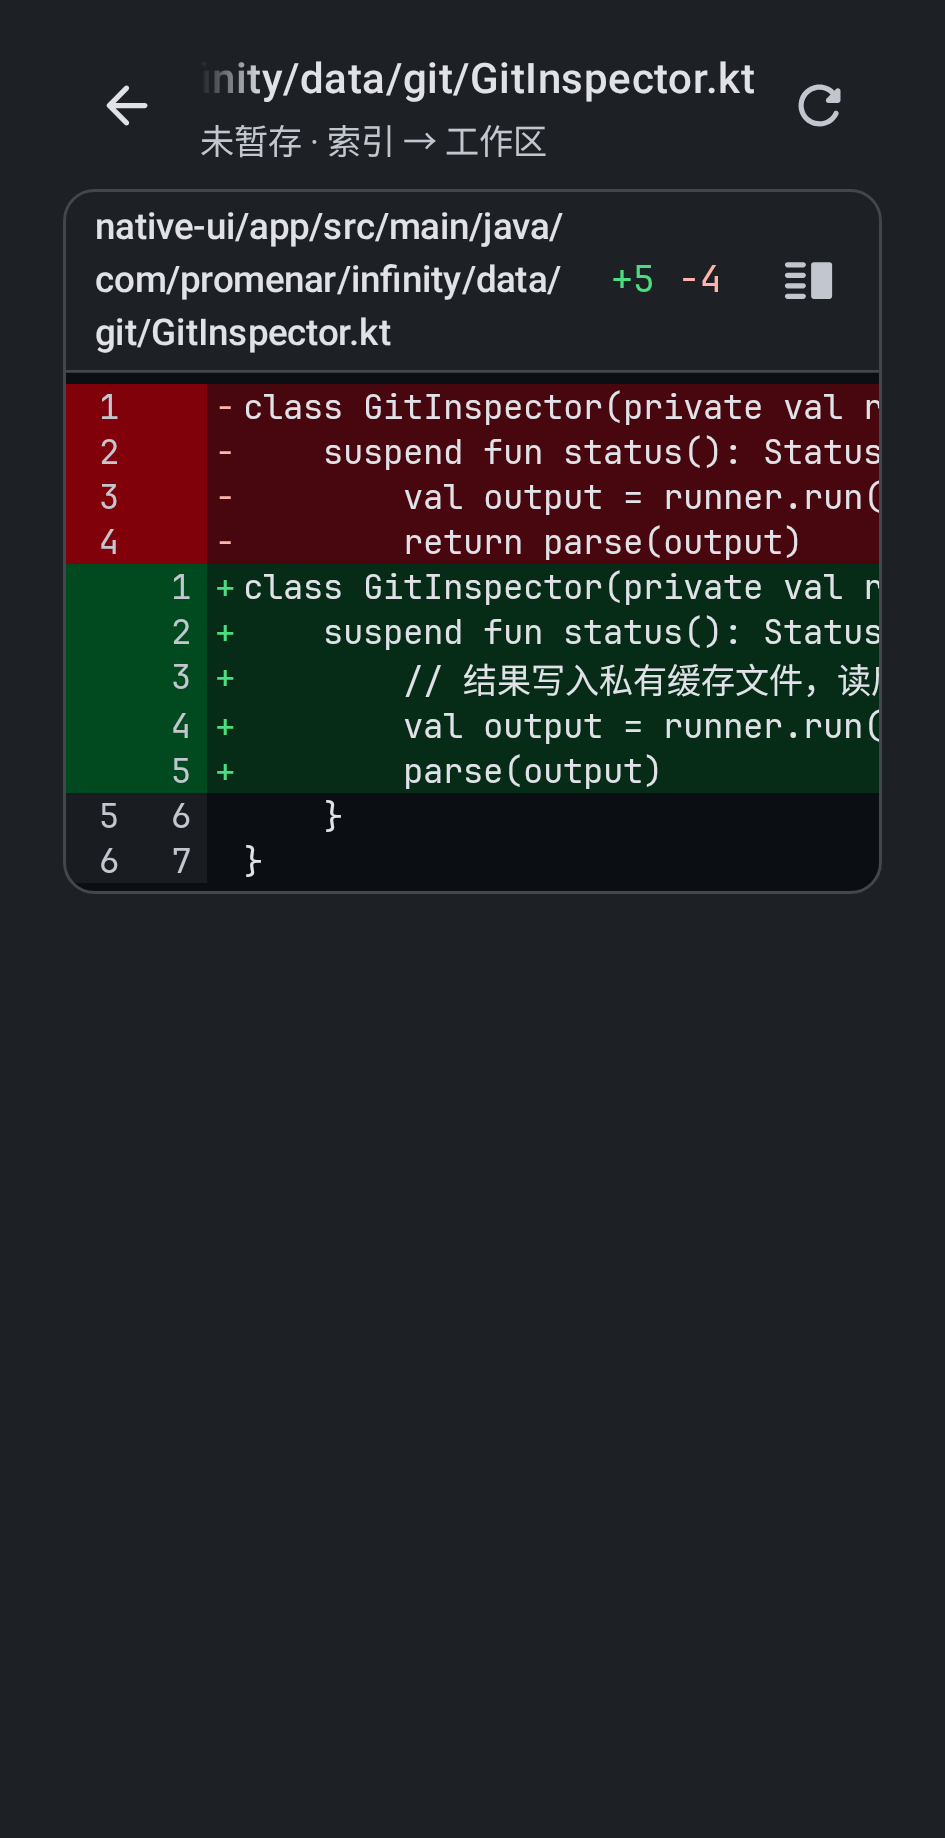 inity/data/git/GitInspector.kt
未暂存 · 索引 → 工作区
native-ui/app/src/main/java/
com/promenar/infinity/data/
git/GitInspector.kt
+5 -4
1 - class GitInspector(private val r
2 -     suspend fun status(): Status
3 -         val output = runner.run(
4 -         return parse(output)
1 + class GitInspector(private val r
2 +     suspend fun status(): Status
3 +         // 结果写入私有缓存文件，读
4 +         val output = runner.run(
5 +         parse(output)
5 6     }
6 7 }